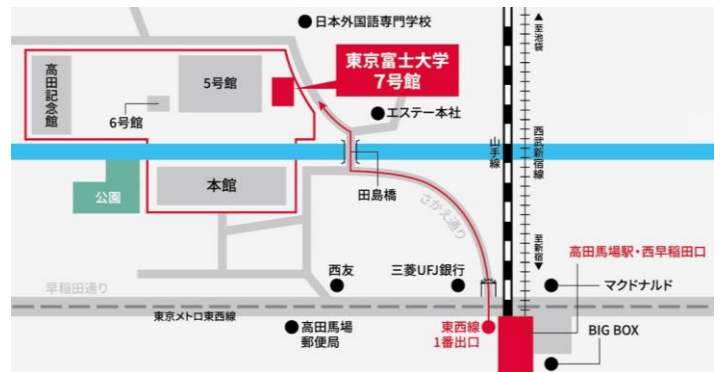 日本外国語専門学校
至池袋
高田記念館
5号館
6号館
東京富士大学
7号館
エステー本社
山手線
西武新宿線
公園
本館
田島橋
さかえ通り
至新宿
高田馬場駅・西早稲田口
早稲田通り
西友
三菱UFJ銀行
マクドナルド
東京メトロ東西線
高田馬場
郵便局
東西線
1番出口
BIG BOX